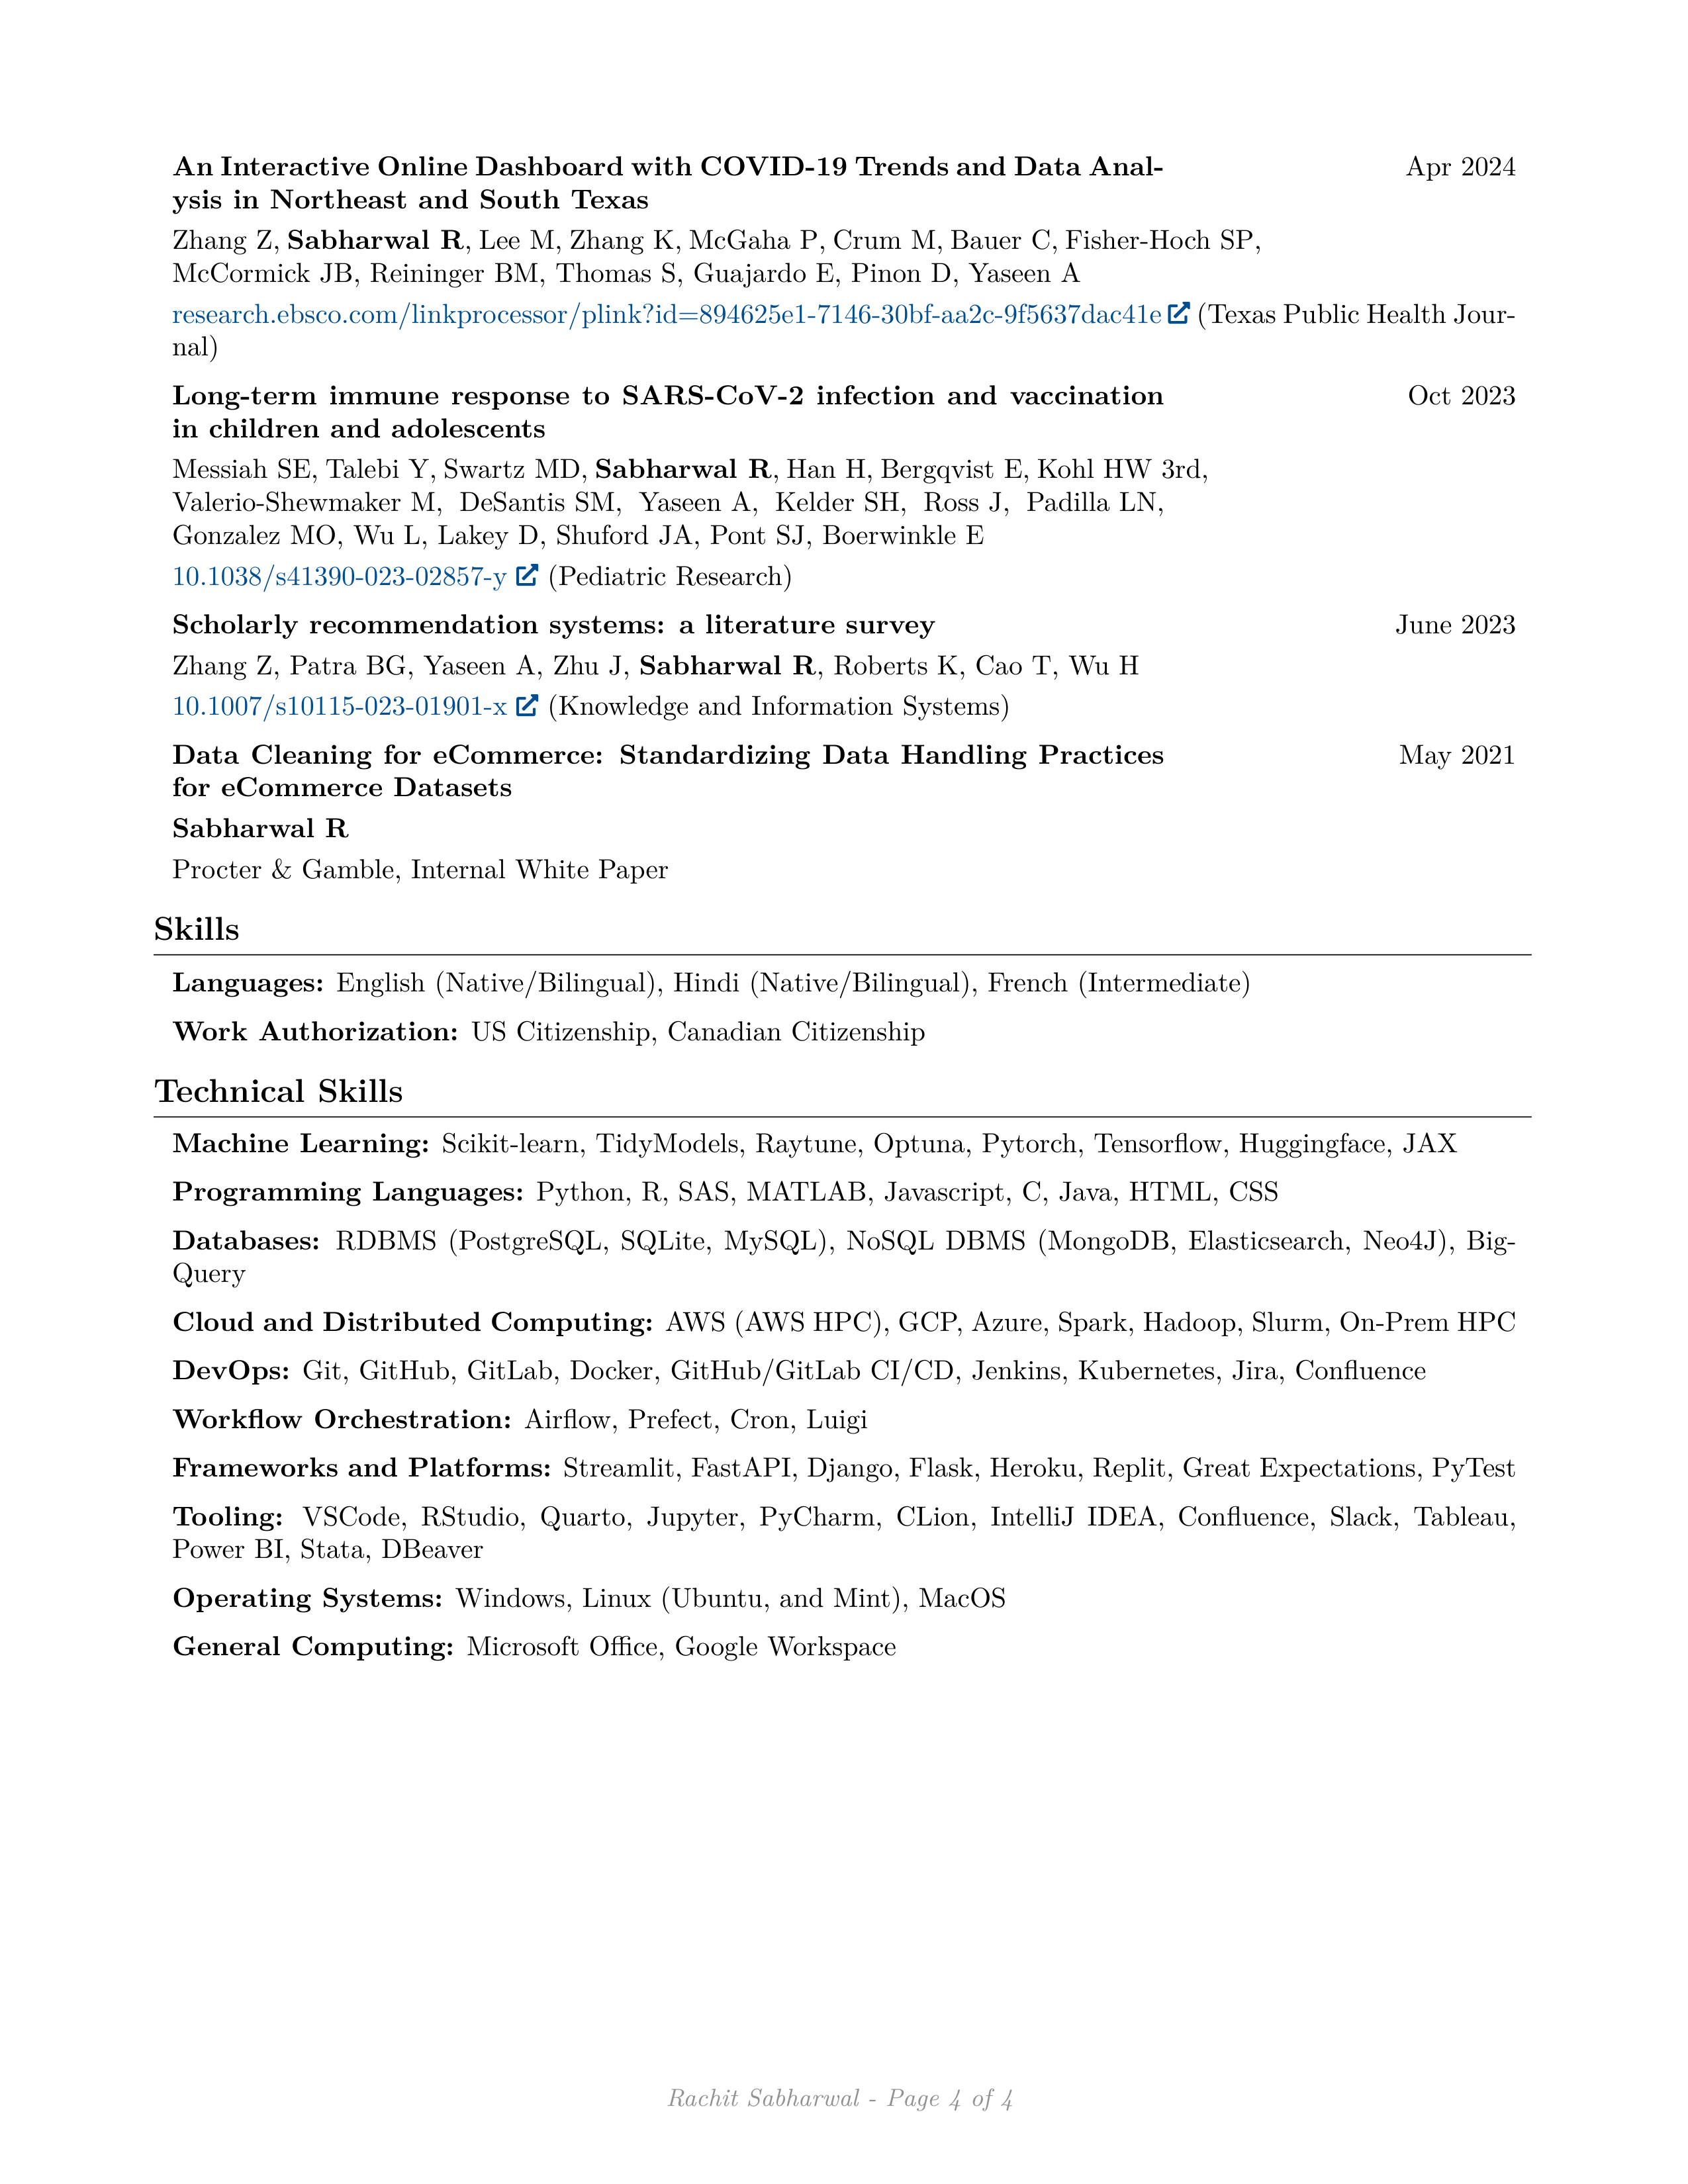 An Interactive Online Dashboard with COVID-19 Trends and Data Anal-
Apr 2024
ysis in Northeast and South Texas
Zhang Z, Sabharwal R, Lee M, Zhang K, McGaha P, Crum M, Bauer C, Fisher-Hoch SP,
McCormick JB, Reininger BM, Thomas S, Guajardo E, Pinon D, Yaseen A
research.ebsco.com/linkprocessor/plink?id=894625e1-7146-30bf-aa2c-9f5637dac41e (Texas Public Health Jour-
nal)
Long-term immune response to SARS-CoV-2 infection and vaccination
Oct 2023
in children and adolescents
Messiah SE, Talebi Y, Swartz MD, Sabharwal R, Han H, Bergqvist E, Kohl HW 3rd,
Valerio-Shewmaker M, DeSantis SM, Yaseen A, Kelder SH, Ross J, Padilla LN,
Gonzalez MO, Wu L, Lakey D, Shuford JA, Pont SJ, Boerwinkle E
10.1038/s41390-023-02857-y (Pediatric Research)
Scholarly recommendation systems: a literature survey
June 2023
Zhang Z, Patra BG, Yaseen A, Zhu J, Sabharwal R, Roberts K, Cao T, Wu H
10.1007/s10115-023-01901-x (Knowledge and Information Systems)
Data Cleaning for eCommerce: Standardizing Data Handling Practices
May 2021
for eCommerce Datasets
Sabharwal R
Procter & Gamble, Internal White Paper
Skills
Languages: English (Native/Bilingual), Hindi (Native/Bilingual), French (Intermediate)
Work Authorization: US Citizenship, Canadian Citizenship
Technical Skills
Machine Learning: Scikit-learn, TidyModels, Raytune, Optuna, Pytorch, Tensorflow, Huggingface, JAX
Programming Languages: Python, R, SAS, MATLAB, Javascript, C, Java, HTML, CSS
Databases: RDBMS (PostgreSQL, SQLite, MySQL), NoSQL DBMS (MongoDB, Elasticsearch, Neo4J), Big-
Query
Cloud and Distributed Computing: AWS (AWS HPC), GCP, Azure, Spark, Hadoop, Slurm, On-Prem HPC
DevOps: Git, GitHub, GitLab, Docker, GitHub/GitLab CI/CD, Jenkins, Kubernetes, Jira, Confluence
Workflow Orchestration: Airflow, Prefect, Cron, Luigi
Frameworks and Platforms: Streamlit, FastAPI, Django, Flask, Heroku, Replit, Great Expectations, PyTest
Tooling: VSCode, RStudio, Quarto, Jupyter, PyCharm, CLion, IntelliJ IDEA, Confluence, Slack, Tableau,
Power BI, Stata, DBeaver
Operating Systems: Windows, Linux (Ubuntu, and Mint), MacOS
General Computing: Microsoft Office, Google Workspace
Rachit Sabharwal - Page 4 of 4